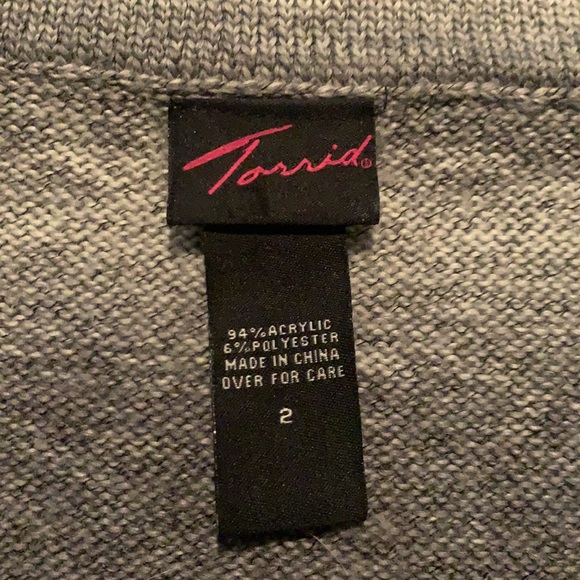 Torrid®
94% ACRYLIC
6% POLYESTER
MADE IN CHINA
OVER FOR CARE
2